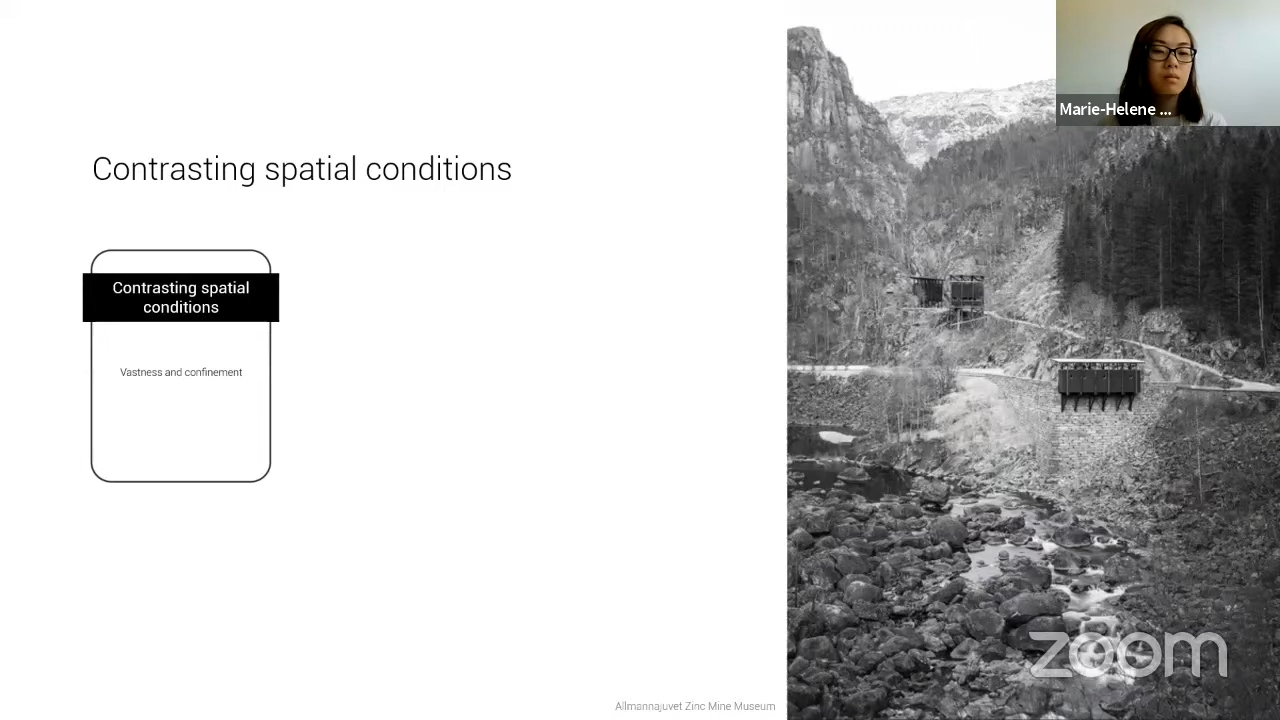 Marie-Helene ...
Contrasting spatial conditions
Contrasting spatial
conditions
Vastness and confinement
zoom
Allmannajuvet Zinc Mine Museum